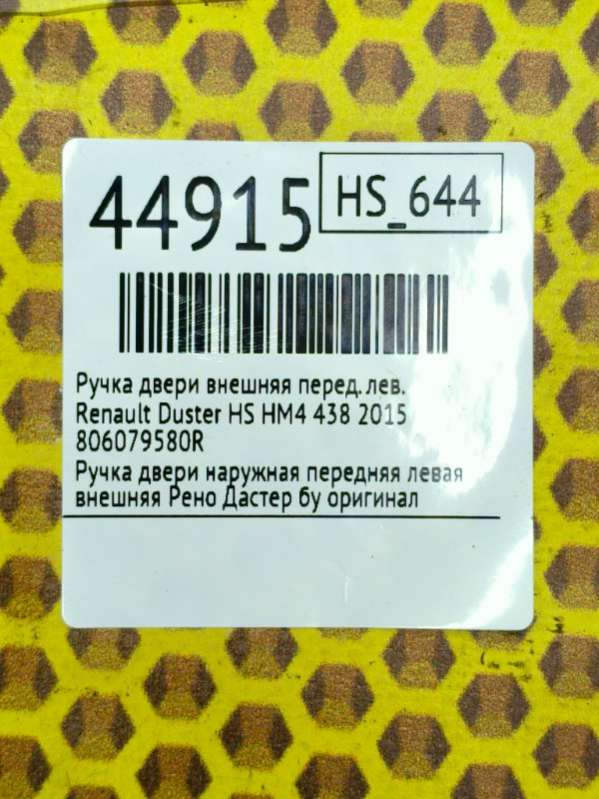 44915
HS_644
Ручка двери внешняя перед. лев.
Renault Duster HS HM4 438 2015
806079580R
Ручка двери наружная передняя левая
внешняя Рено Дастер бу оригинал